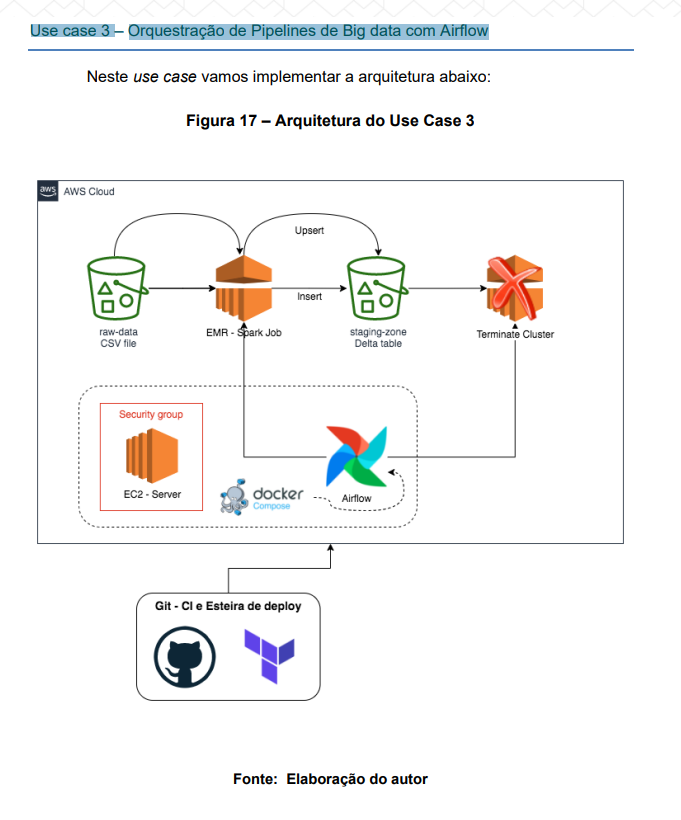 Use case 3 – Orquestração de Pipelines de Big data com Airflow
Neste use case vamos implementar a arquitetura abaixo:
Figura 17 – Arquitetura do Use Case 3
aws
AWS Cloud
Upsert
Insert
raw-data
CSV file
EMR - Spark Job
staging-zone
Delta table
Terminate Cluster
Security group
EC2 - Server
docker
Compose
Airflow
Git - CI e Esteira de deploy
Fonte: Elaboração do autor